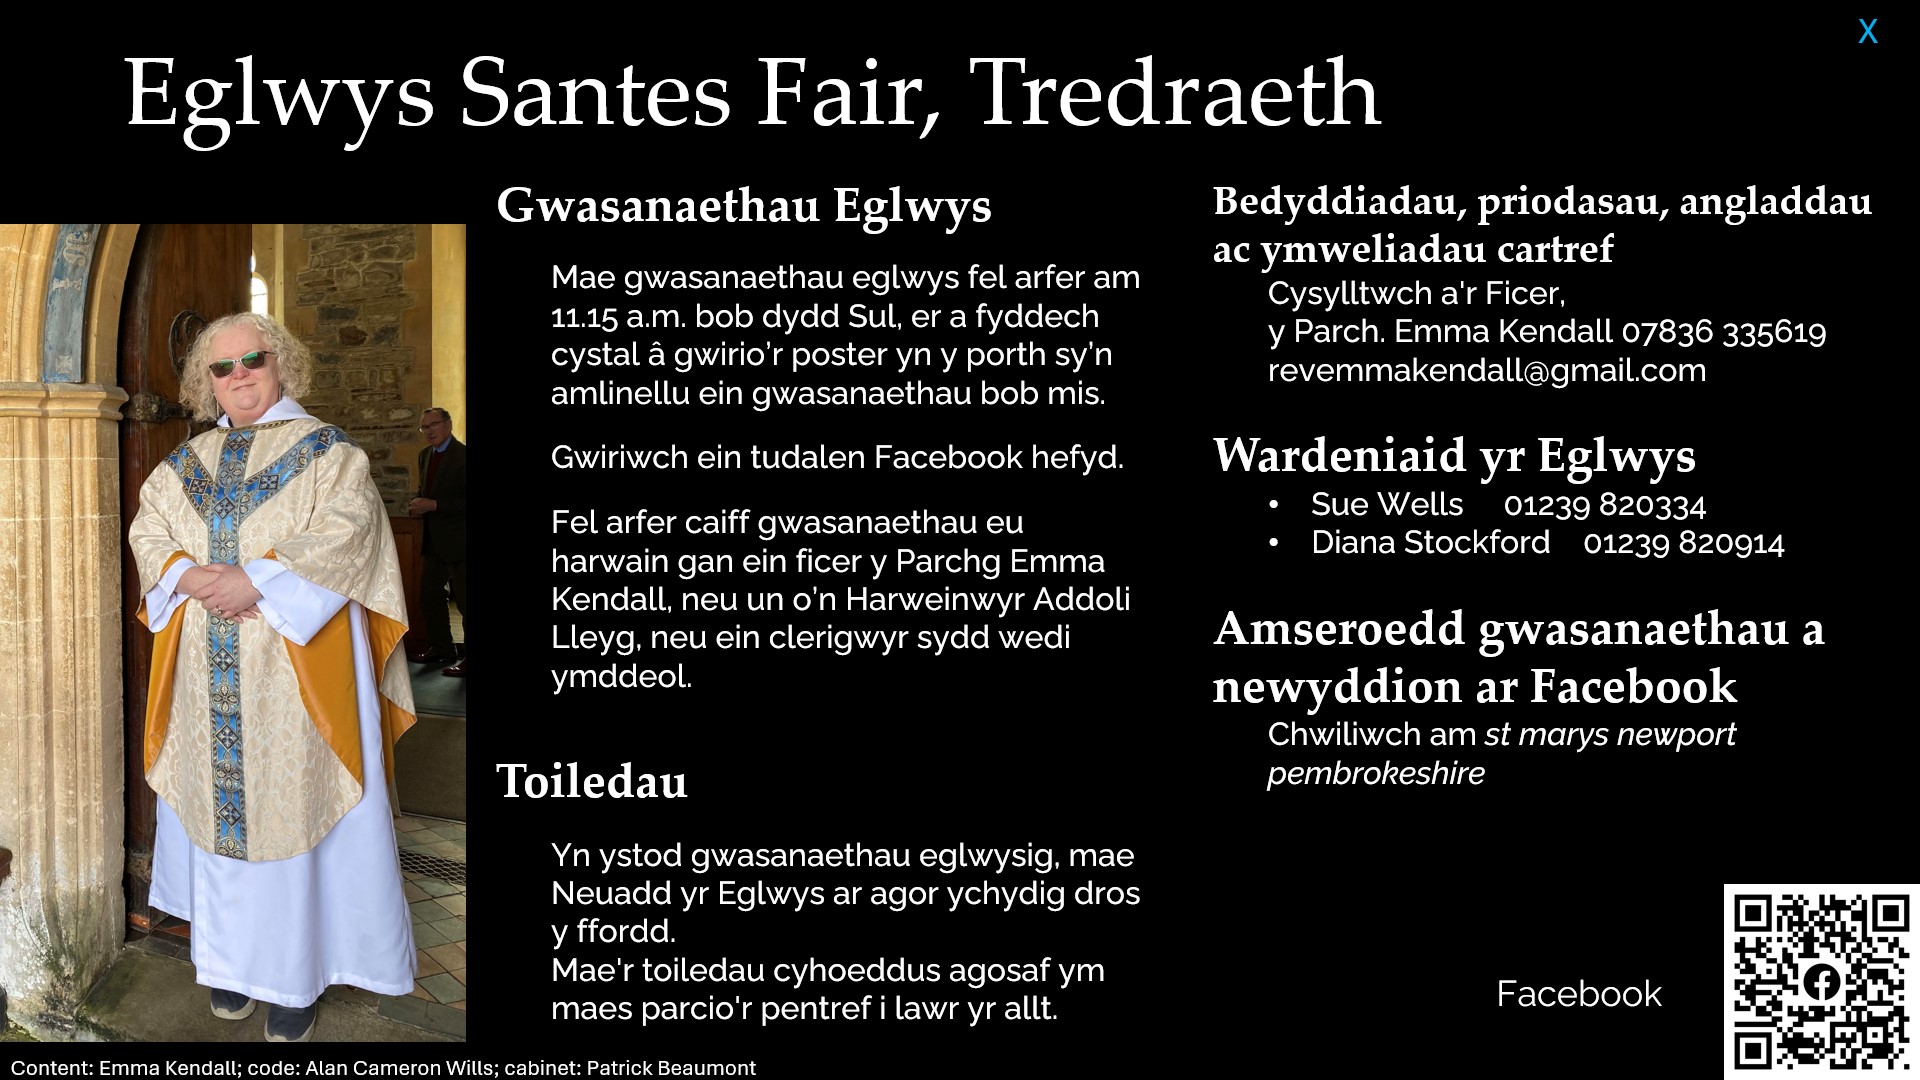 X
Eglwys Santes Fair, Tredraeth
Gwasanaethau Eglwys
Mae gwasanaethau eglwys fel arfer am
11.15 a.m. bob dydd Sul, er a fyddech
cystal â gwirio’r poster yn y porth sy’n
amlinellu ein gwasanaethau bob mis.
Gwiriwch ein tudalen Facebook hefyd.
Fel arfer caiff gwasanaethau eu
harwain gan ein ficer y Parchg Emma
Kendall, neu un o’n Harweinwyr Addoli
Lleyg, neu ein clerigwyr sydd wedi
ymddeol.
Toiledau
Yn ystod gwasanaethau eglwysig, mae
Neuadd yr Eglwys ar agor ychydig dros
y ffordd.
Mae'r toiledau cyhoeddus agosaf ym
maes parcio'r pentref i lawr yr allt.
Bedyddiadau, priodasau, angladdau
ac ymweliadau cartref
Cysylltwch a'r Ficer,
y Parch. Emma Kendall 07836 335619
revemmakendall@gmail.com
Wardeniaid yr Eglwys
• Sue Wells 01239 820334
• Diana Stockford 01239 820914
Amseroedd gwasanaethau a
newyddion ar Facebook
Chwiliwch am st marys newport
pembrokeshire
Facebook
Content: Emma Kendall; code: Alan Cameron Wills; cabinet: Patrick Beaumont